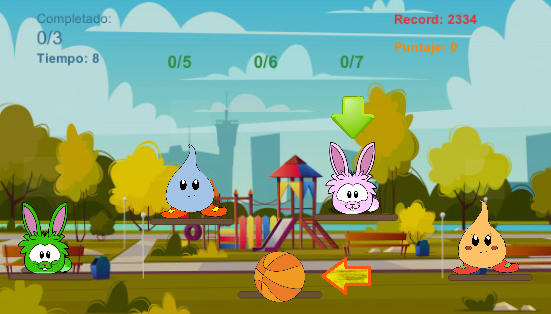 Completado:
0/3
Tiempo: 8
0/5
0/6
0/7
Record: 2334
Puntaje: 0